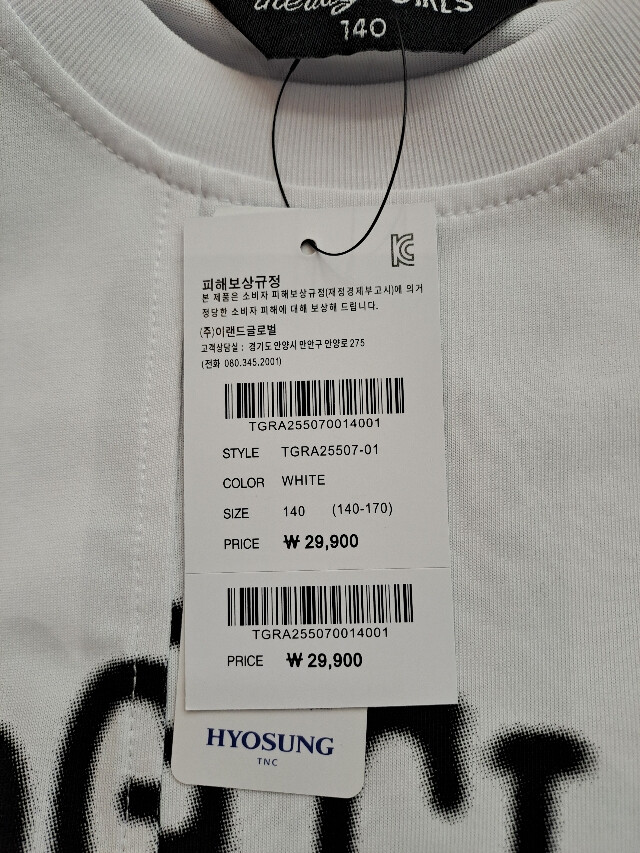 GIRLS
140
피해보상규정
본 제품은 소비자 피해보상규정(재정경제부고시)에 의거
정당한 소비자 피해에 대해 보상해 드립니다.
(주)이랜드글로벌
고객상담실 : 경기도 안양시 만안구 안양로 275
(전화 080.345.2001)
TGRA255070014001
STYLE TGRA25507-01
COLOR WHITE
SIZE 140 (140-170)
PRICE ₩ 29,900
TGRA255070014001
PRICE ₩ 29,900
HYOSUNG
TNC